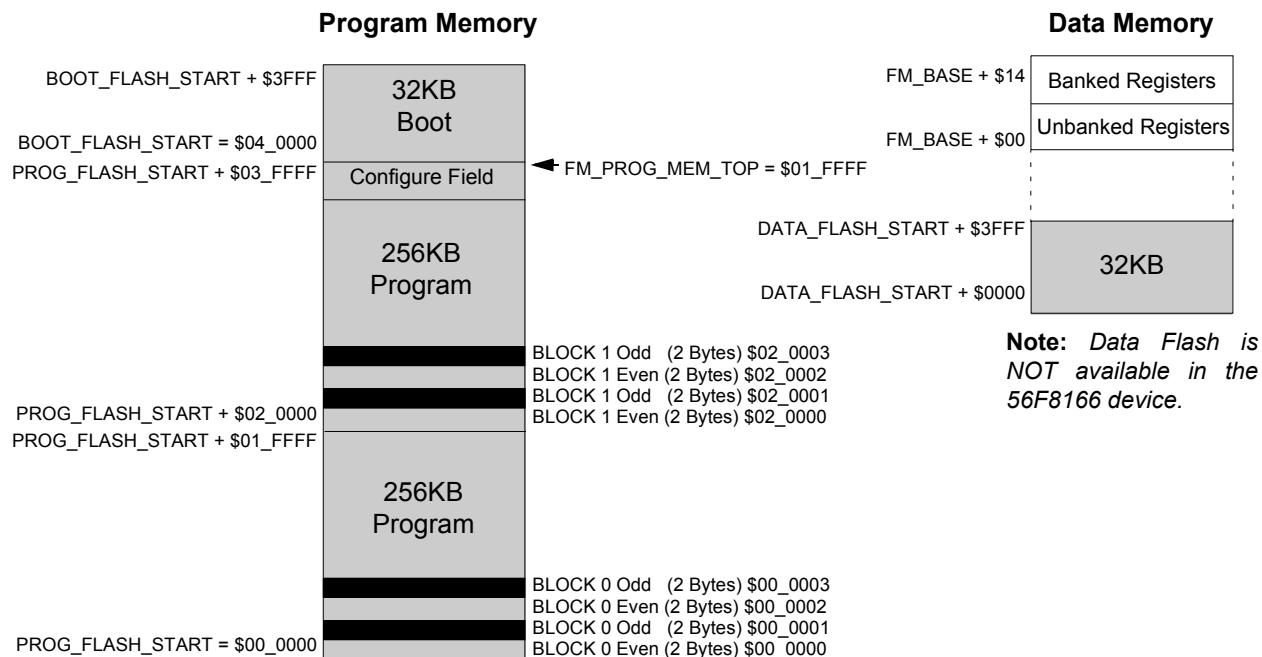 Program Memory
BOOT_FLASH_START + $3FFF
32KB
Boot
BOOT_FLASH_START = $04_0000
PROG_FLASH_START + $03_FFFF
Configure Field
FM_PROG_MEM_TOP = $01_FFFF
256KB
Program
BLOCK 1 Odd (2 Bytes) $02_0003
BLOCK 1 Even (2 Bytes) $02_0002
BLOCK 1 Odd (2 Bytes) $02_0001
PROG_FLASH_START + $02_0000
BLOCK 1 Even (2 Bytes) $02_0000
PROG_FLASH_START + $01_FFFF
256KB
Program
BLOCK 0 Odd (2 Bytes) $00_0003
BLOCK 0 Even (2 Bytes) $00_0002
BLOCK 0 Odd (2 Bytes) $00_0001
PROG_FLASH_START = $00_0000
BLOCK 0 Even (2 Bytes) $00_0000
Data Memory
FM_BASE + $14
Banked Registers
Unbanked Registers
FM_BASE + $00
DATA_FLASH_START + $3FFF
32KB
DATA_FLASH_START + $0000
Note: Data Flash is
NOT available in the
56F8166 device.